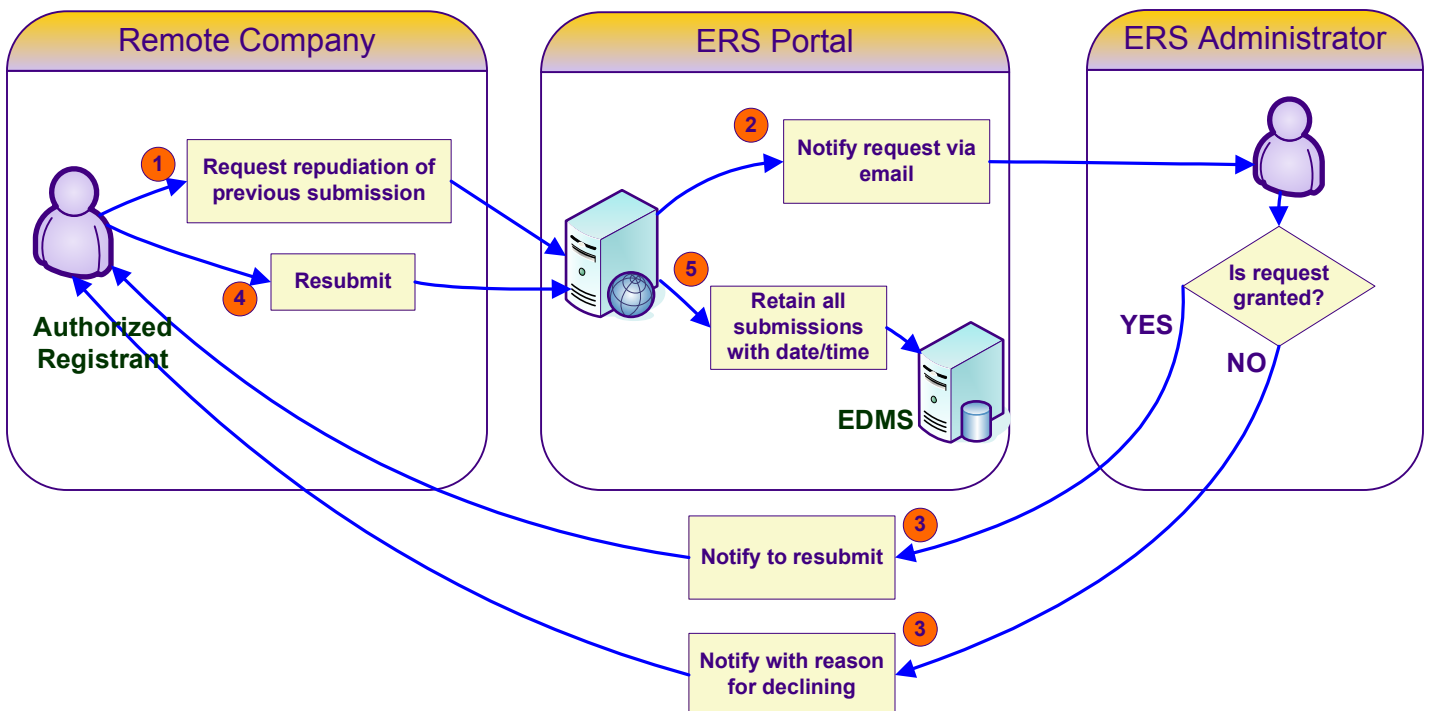 Remote Company
ERS Portal
ERS Administrator
1
Request repudiation of
previous submission
2
Notify request via
email
4
Resubmit
5
Retain all
submissions
with date/time
Is request
granted?
Authorized
Registrant
EDMS
YES
NO
3
Notify to resubmit
3
Notify with reason
for declining